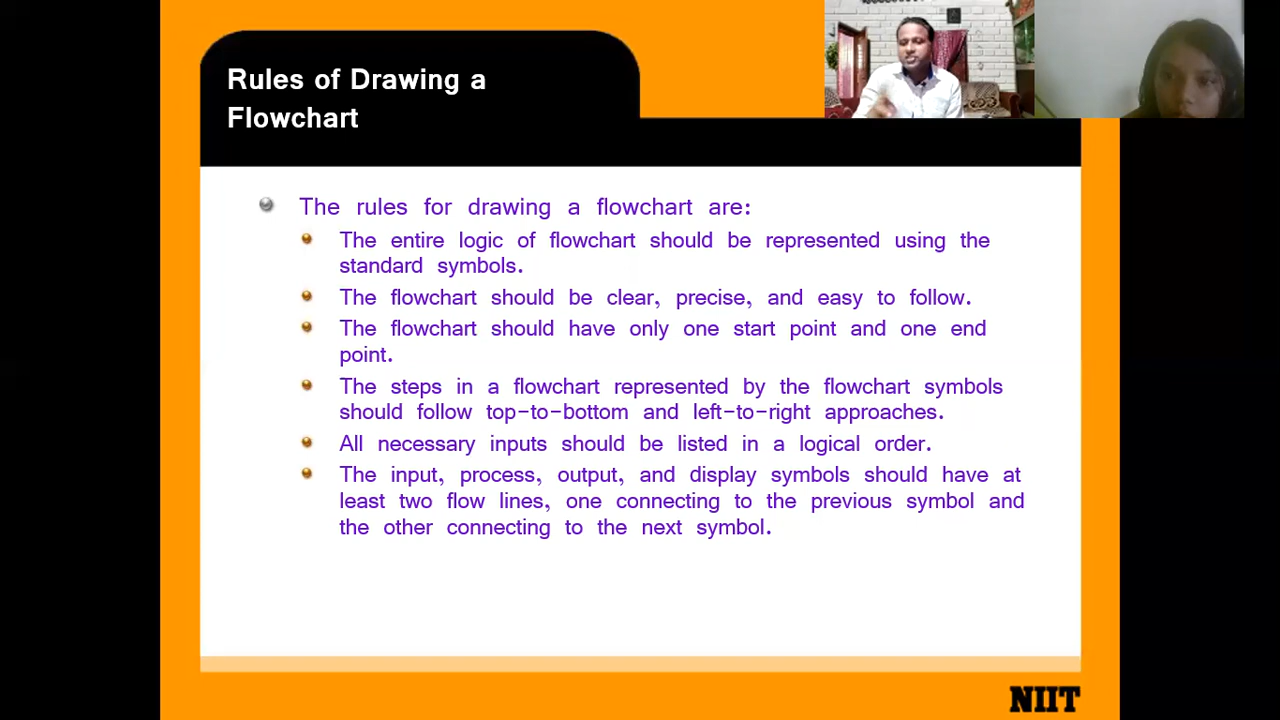 Rules of Drawing a
Flowchart
The rules for drawing a flowchart are:
The entire logic of flowchart should be represented using the
standard symbols.
The flowchart should be clear, precise, and easy to follow.
The flowchart should have only one start point and one end
point.
The steps in a flowchart represented by the flowchart symbols
should follow top-to-bottom and left-to-right approaches.
All necessary inputs should be listed in a logical order.
The input, process, output, and display symbols should have at
least two flow lines, one connecting to the previous symbol and
the other connecting to the next symbol.
NIIT